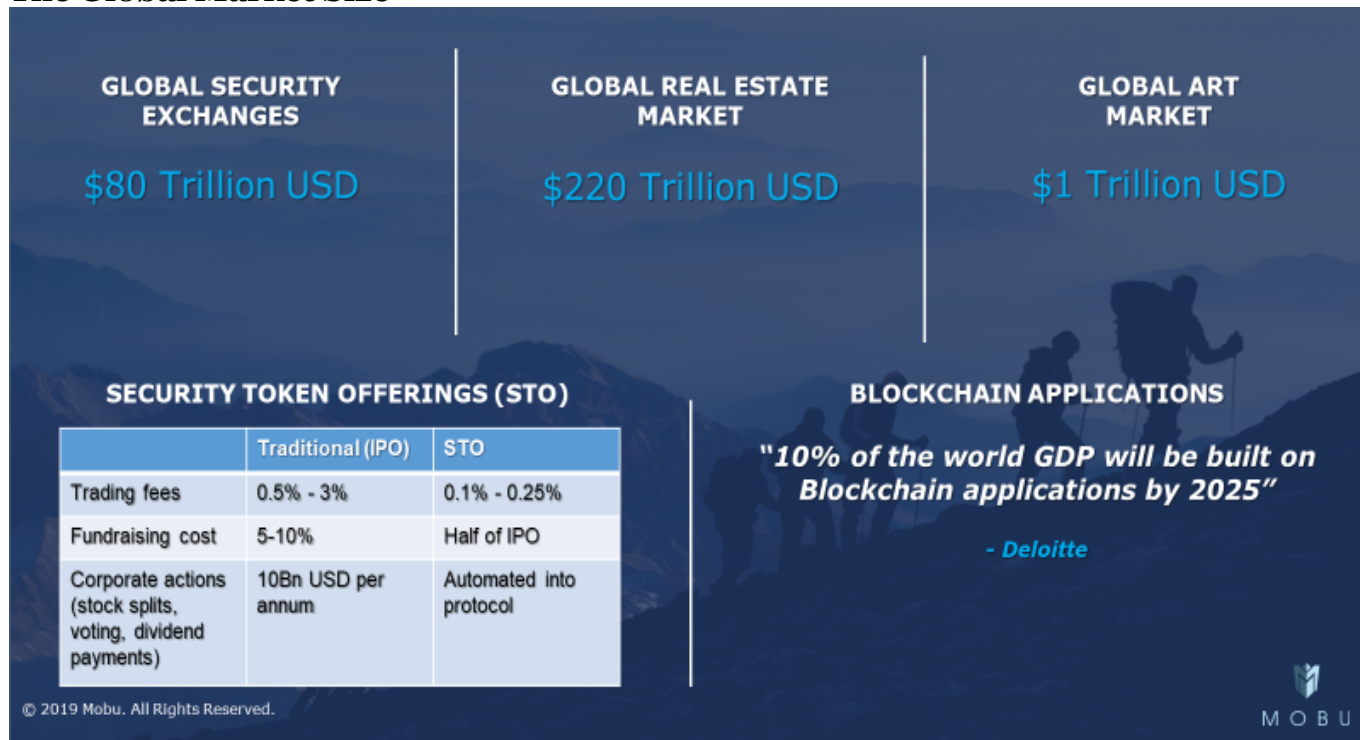 The Global Market Size
GLOBAL SECURITY
EXCHANGES
$80 Trillion USD
GLOBAL REAL ESTATE
MARKET
$220 Trillion USD
GLOBAL ART
MARKET
$1 Trillion USD
SECURITY TOKEN OFFERINGS (STO)
Traditional (IPO) STO
Trading fees 0.5% - 3% 0.1% - 0.25%
Fundraising cost 5-10% Half of IPO
Corporate actions 10Bn USD per Automated into
(stock splits, annum protocol
voting, dividend
payments)
BLOCKCHAIN APPLICATIONS
“10% of the world GDP will be built on
Blockchain applications by 2025”
- Deloitte
© 2019 Mobu. All Rights Reserved.
MOBU